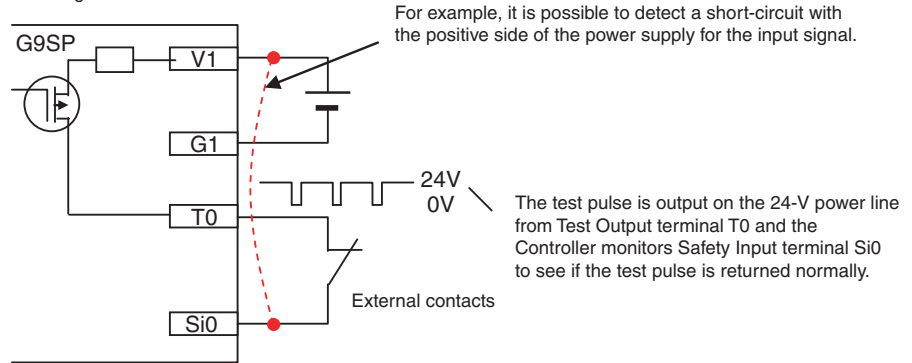 For example, it is possible to detect a short-circuit with
the positive side of the power supply for the input signal.
G9SP
V1
G1
24V
0V
T0
The test pulse is output on the 24-V power line
from Test Output terminal T0 and the
Controller monitors Safety Input terminal Si0
to see if the test pulse is returned normally.
External contacts
Si0